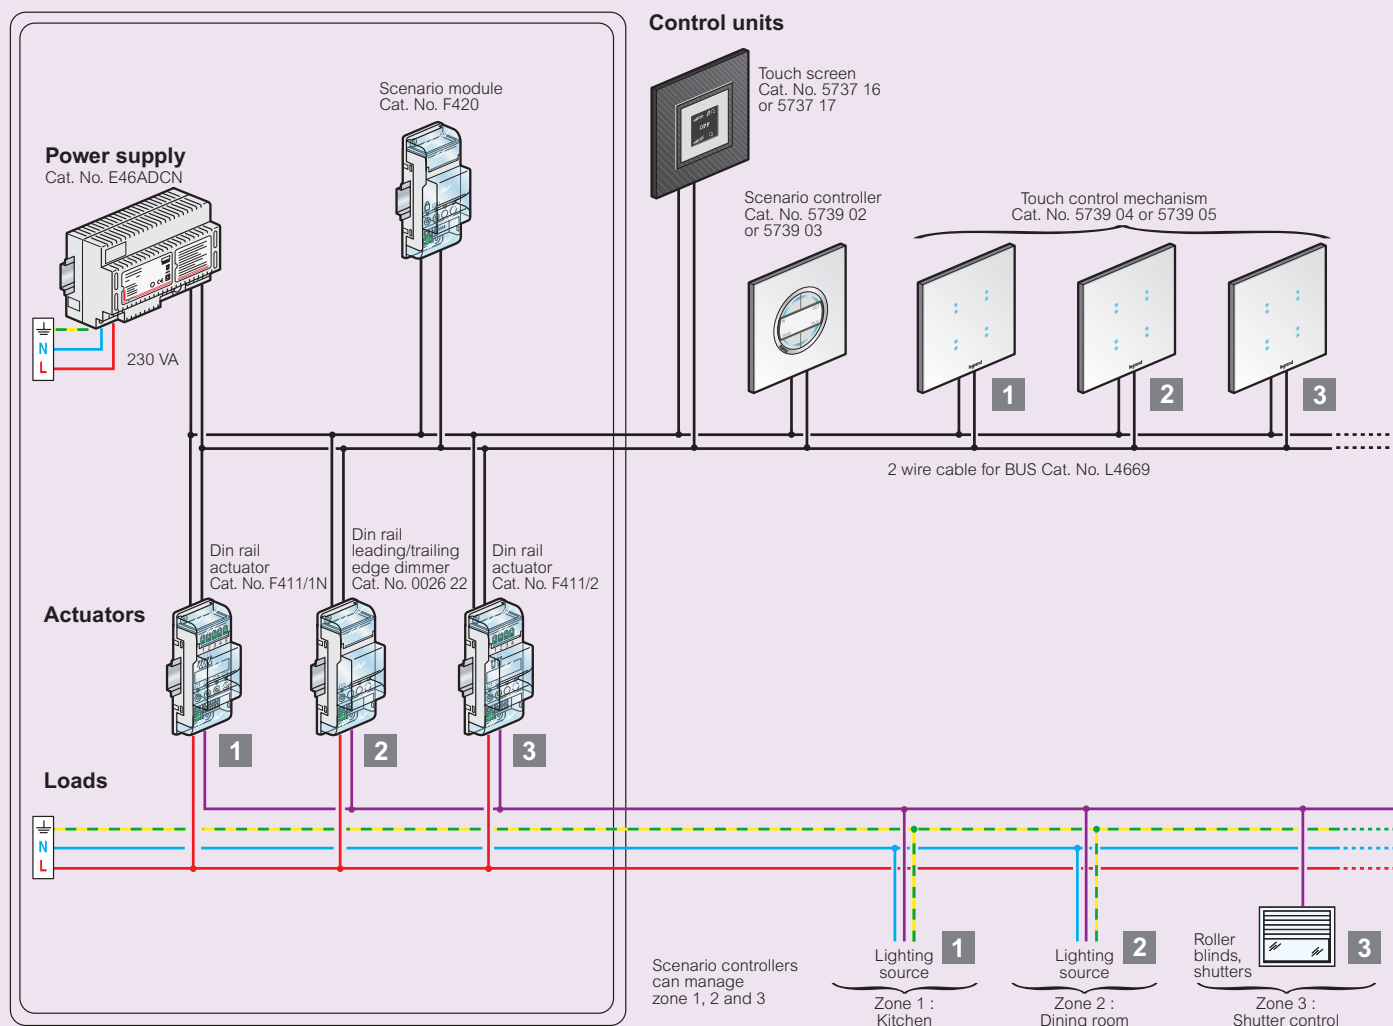 Control units
Touch screen
Cat. No. 5737 16
or 5737 17
Scenario module
Cat. No. F420
Power supply
Cat. No. E46ADCN
N
L
230 VA
Scenario controller
Cat. No. 5739 02
or 5739 03
Touch control mechanism
Cat. No. 5739 04 or 5739 05
OFF
legrand
legrand
legrand
1
2
3
2 wire cable for BUS Cat. No. L4669
Din rail
actuator
Cat. No. F411/1N
Din rail
leading/trailing
edge dimmer
Cat. No. 0026 22
Din rail
actuator
Cat. No. F411/2
Actuators
1
2
3
Loads
N
L
Scenario controllers
can manage
zone 1, 2 and 3
Lighting
source
1
Zone 1 :
Kitchen
Lighting
source
2
Zone 2 :
Dining room
Roller
blinds,
shutters
3
Zone 3 :
Shutter control